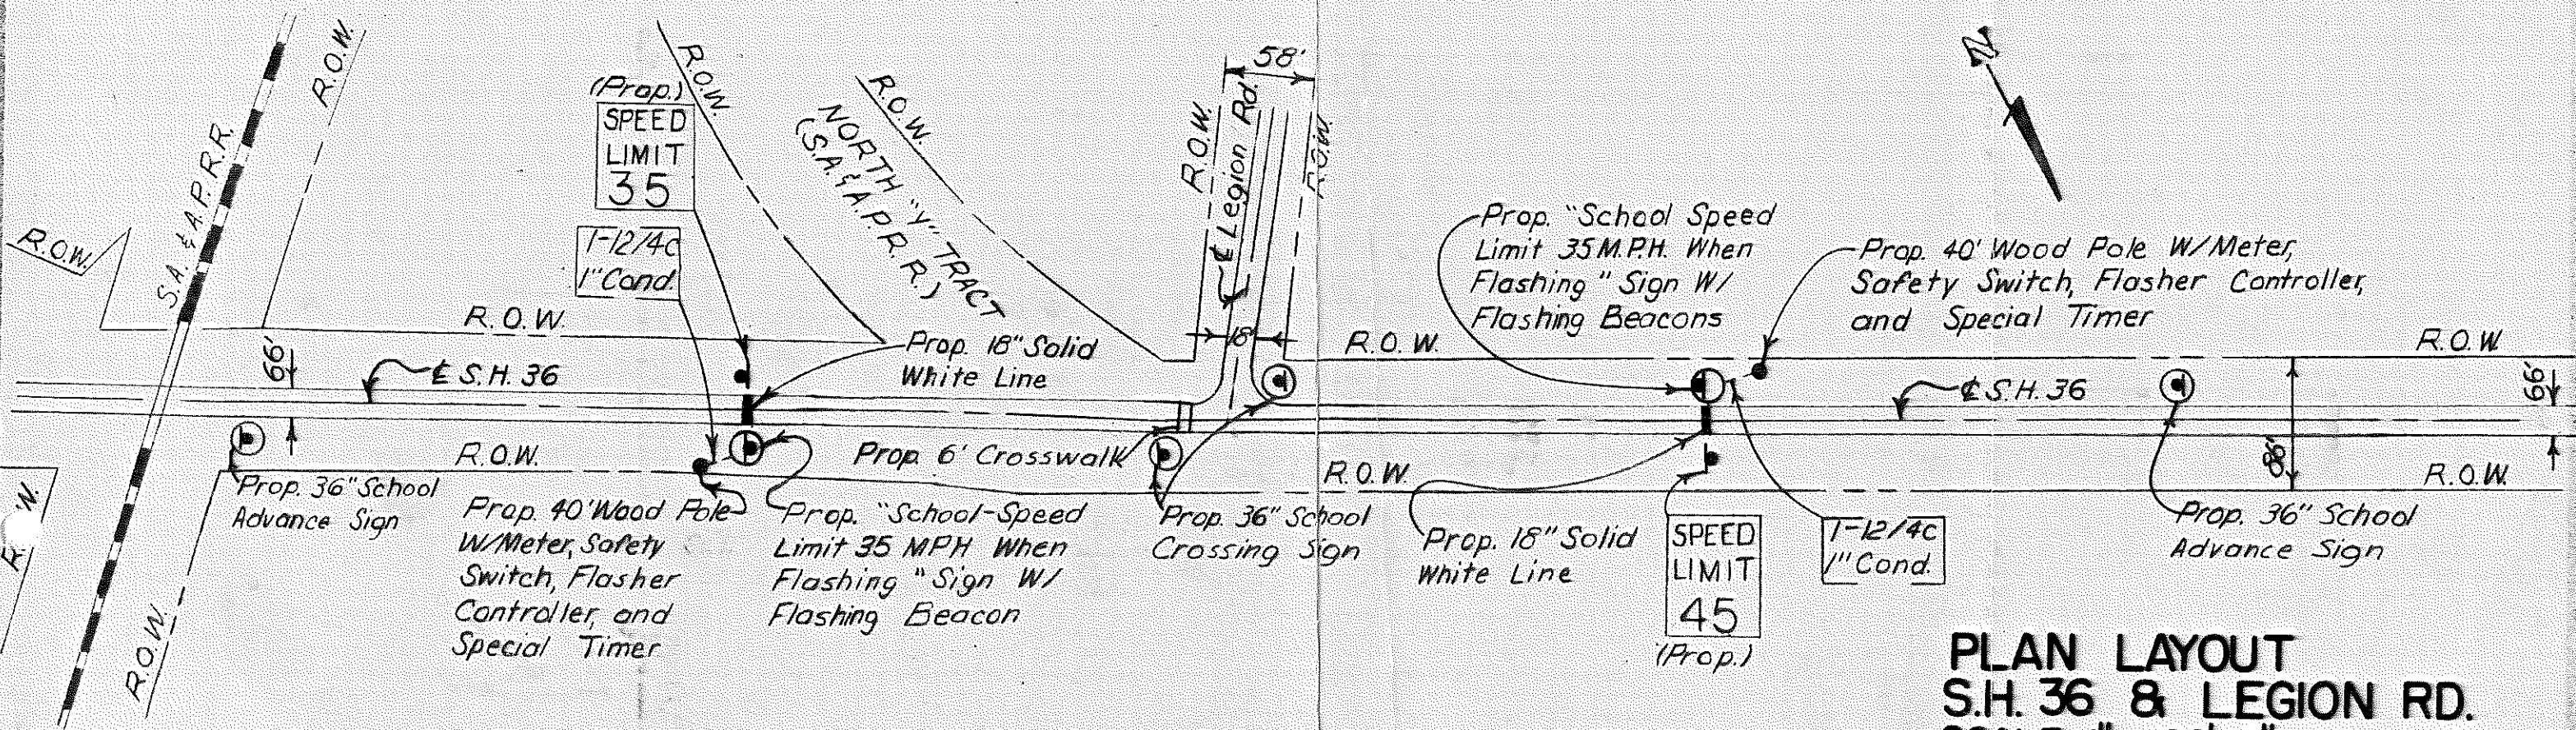 R.O.W.
S.A. & A.P.R.R.
R.O.W.
(Prop.)
SPEED
LIMIT
35
1-12/4C
1" Cond.
R.O.W.
R.O.W.
NORTH "Y" TRACT
(S.A. & A.P.R.R.)
58'
R.O.W.
℄ Legion Rd.
R.O.W.
18'
N
Prop. "School Speed
Limit 35 M.P.H. When
Flashing" Sign W/
Flashing Beacons
Prop. 40' Wood Pole W/Meter,
Safety Switch, Flasher Controller,
and Special Timer
R.O.W.
66'
℄ S.H. 36
Prop. 18" Solid
White Line
R.O.W.
R.O.W.
℄ S.H. 36
66'
86'
R.O.W.
Prop. 6' Crosswalk
R.O.W.
R.O.W.
Prop. 36" School
Advance Sign
Prop. 40' Wood Pole
W/Meter, Safety
Switch, Flasher
Controller, and
Special Timer
Prop. "School-Speed
Limit 35 MPH When
Flashing" Sign W/
Flashing Beacon
Prop. 36" School
Crossing Sign
Prop. 18" Solid
White Line
SPEED
LIMIT
45
(Prop.)
1-12/4C
1" Cond.
Prop. 36" School
Advance Sign
R.O.W.
PLAN LAYOUT
S.H. 36 & LEGION RD.